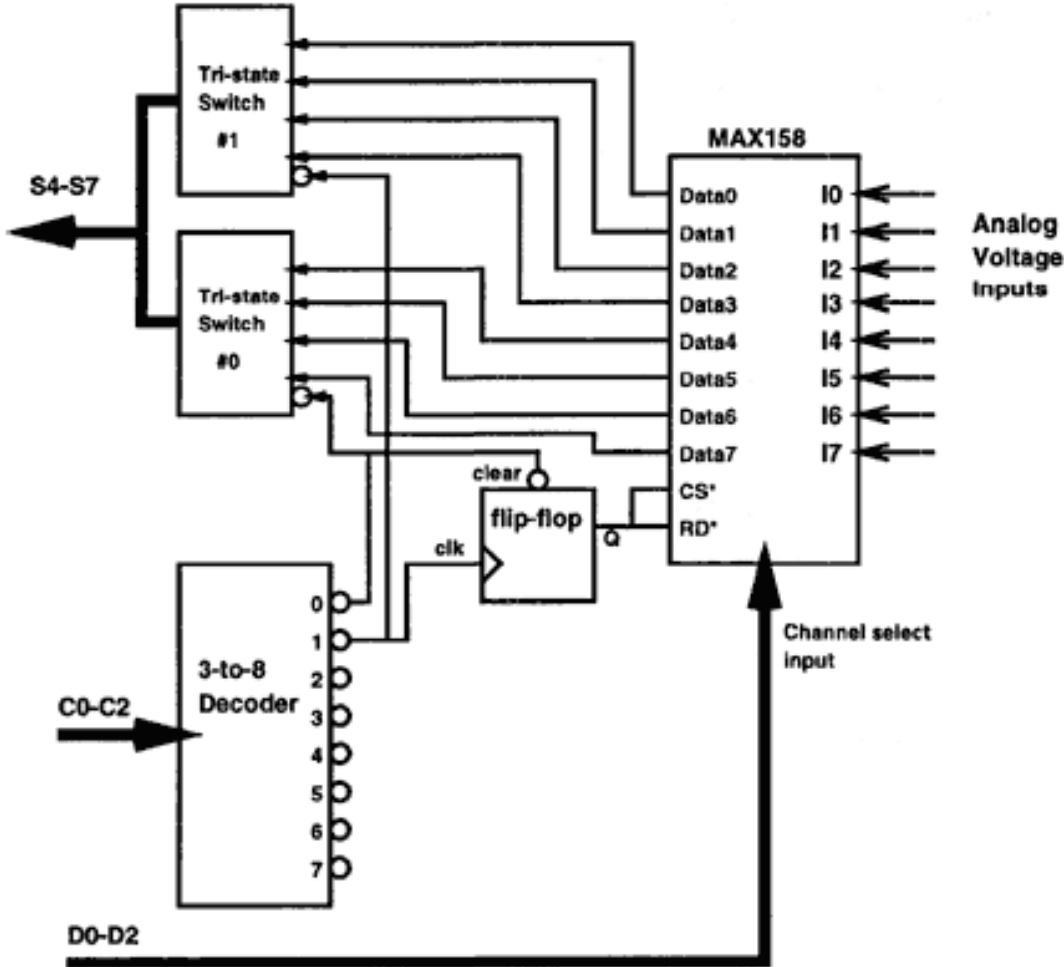 Tri-state
Switch
#1
S4-S7
Tri-state
Switch
#0
MAX158
Data0
Data1
Data2
Data3
Data4
Data5
Data6
Data7
CS*
RD*
I0
I1
I2
I3
I4
I5
I6
I7
Analog
Voltage
Inputs
clear
flip-flop
clk
Q
Channel select
input
3-to-8
Decoder
0
1
2
3
4
5
6
7
C0-C2
D0-D2